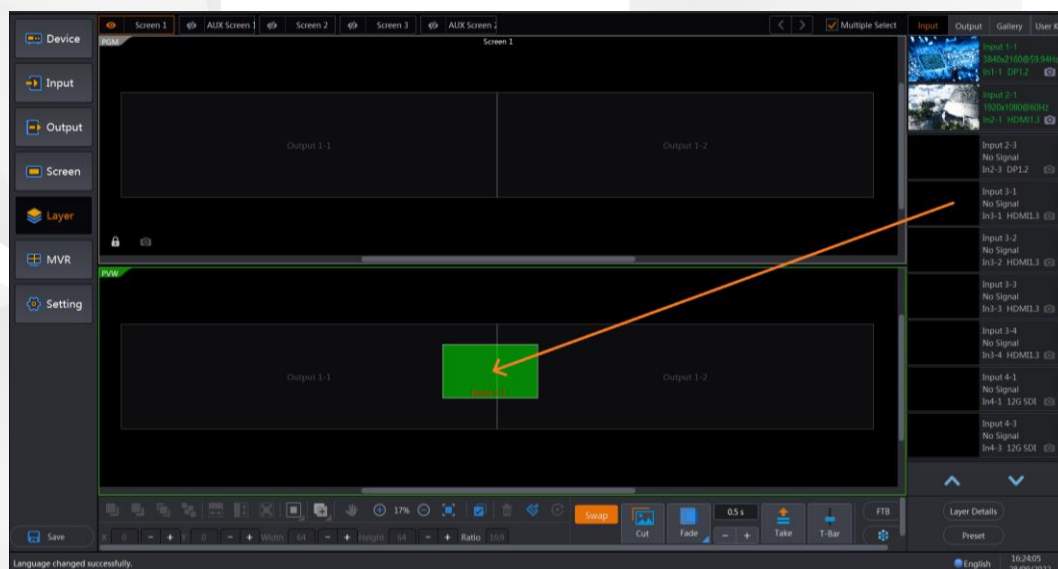 Device
Input
Output
Screen
Layer
MVR
Setting
Save
Screen 1
AUX Screen 1
Screen 2
Screen 3
AUX Screen
Multiple Select
PGM
Screen 1
Output 1-1
Output 1-2
PVW
Output 1-1
Output 1-2
17%
Swap
Cut
Fade
0.5 s
- +
Take
T-Bar
FTB
X 0 - + Y 0 - + Width 64 - + Height 64 - + Ratio 16:9
Input
Output
Gallery
User K
Input 1-1
3840x2160@59.94Hz
In1-1 DP1.2
Input 2-1
1920x1080@60Hz
In2-1 HDMI1.3
Input 2-3
No Signal
In2-3 DP1.2
Input 3-1
No Signal
In3-1 HDMI1.3
Input 3-2
No Signal
In3-2 HDMI1.3
Input 3-3
No Signal
In3-3 HDMI1.3
Input 3-4
No Signal
In3-4 HDMI1.3
Input 4-1
No Signal
In4-1 12G SDI
Input 4-3
No Signal
In4-3 12G SDI
Layer Details
Preset
Language changed successfully.
English
16:24:05